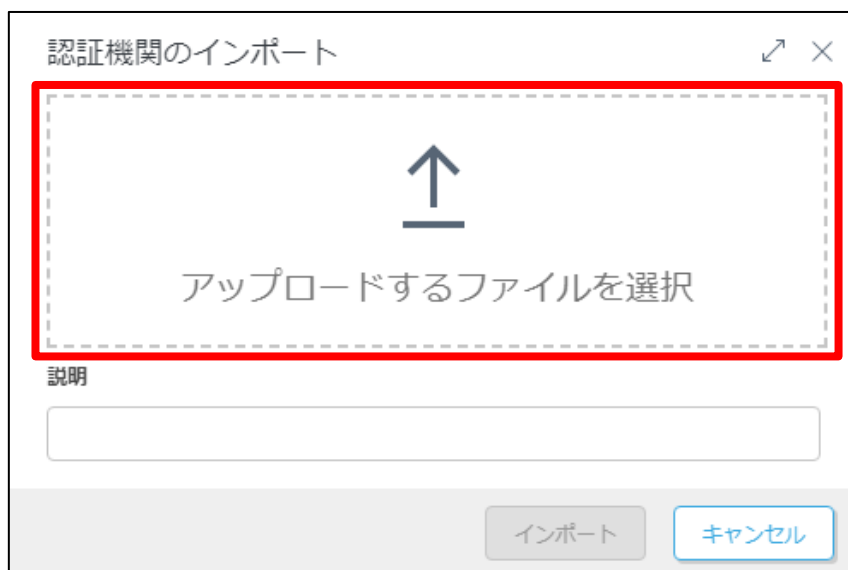 認証機関のインポート
アップロードするファイルを選択
説明
インポート
キャンセル